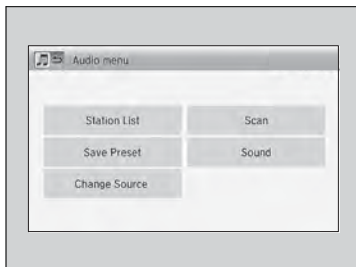 Audio menu
Station List
Scan
Save Preset
Sound
Change Source